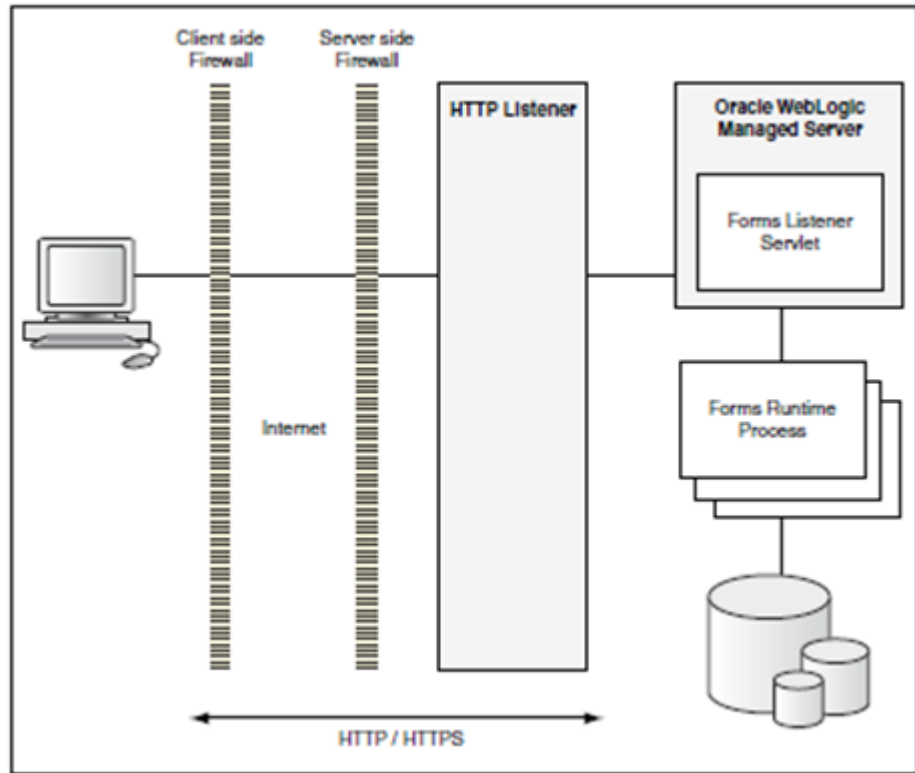 Client side
Firewall
Server side
Firewall
HTTP Listener
Oracle WebLogic
Managed Server
Forms Listener
Servlet
Forms Runtime
Process
Internet
HTTP / HTTPS